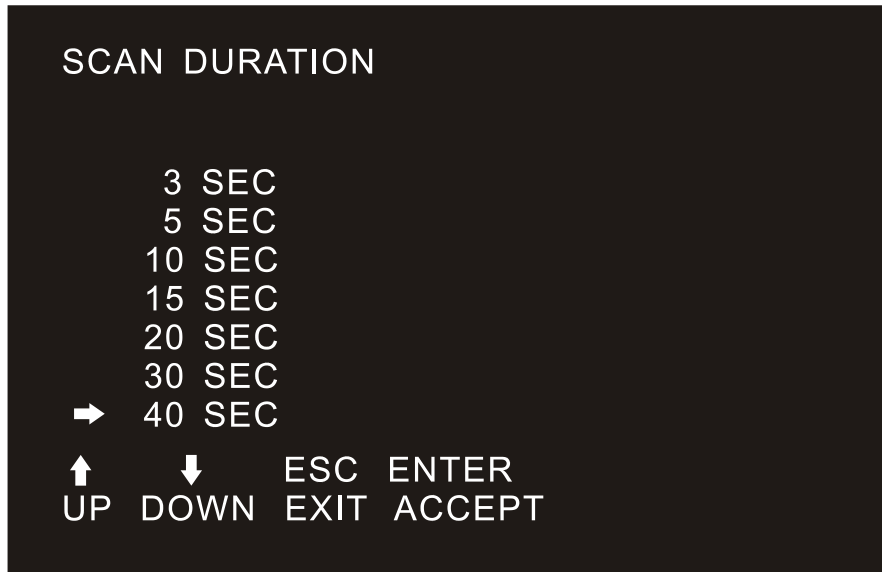 SCAN DURATION
3 SEC
5 SEC
10 SEC
15 SEC
20 SEC
30 SEC
➡ 40 SEC
⬆ ⬇ ESC ENTER
UP DOWN EXIT ACCEPT